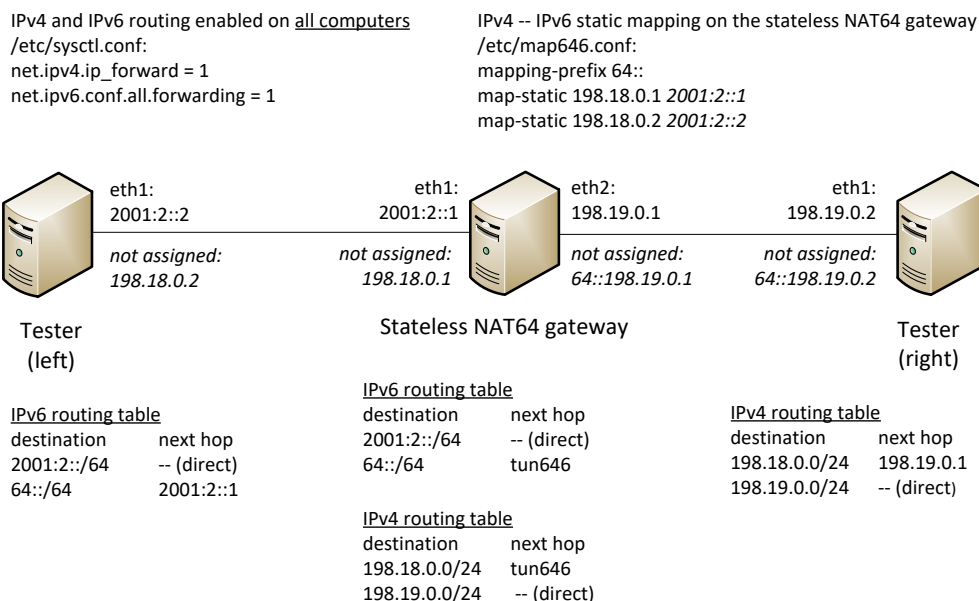 IPv4 and IPv6 routing enabled on all computers
/etc/sysctl.conf:
net.ipv4.ip_forward = 1
net.ipv6.conf.all.forwarding = 1
IPv4 -- IPv6 static mapping on the stateless NAT64 gateway
/etc/map646.conf:
mapping-prefix 64::
map-static 198.18.0.1 2001:2::1
map-static 198.18.0.2 2001:2::2
eth1:
2001:2::2
not assigned:
198.18.0.2
Tester
(left)
eth1:
2001:2::1
not assigned:
198.18.0.1
eth2:
198.19.0.1
not assigned:
64::198.19.0.1
Stateless NAT64 gateway
eth1:
198.19.0.2
not assigned:
64::198.19.0.2
Tester
(right)
IPv6 routing table
destination next hop
2001:2::/64 -- (direct)
64::/64 2001:2::1
IPv6 routing table
destination next hop
2001:2::/64 -- (direct)
64::/64 tun646
IPv4 routing table
destination next hop
198.18.0.0/24 tun646
198.19.0.0/24 -- (direct)
IPv4 routing table
destination next hop
198.18.0.0/24 198.19.0.1
198.19.0.0/24 -- (direct)